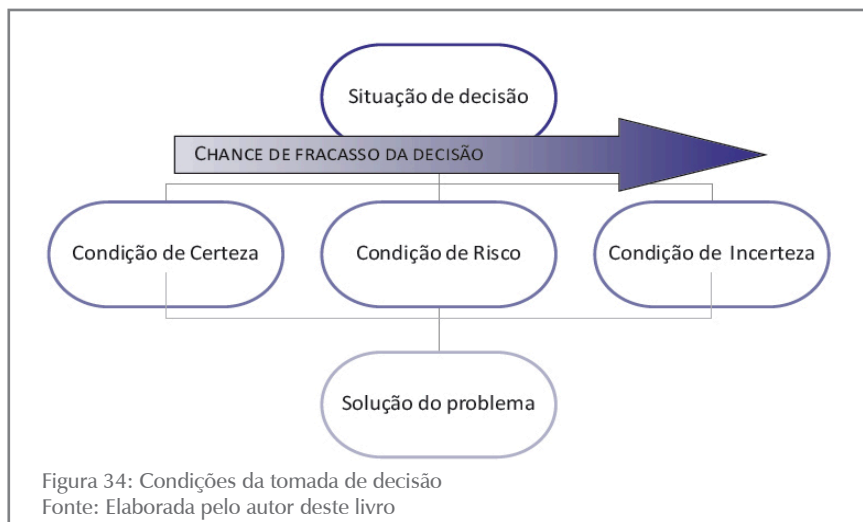 Situação de decisão
CHANCE DE FRACASSO DA DECISÃO
Condição de Certeza
Condição de Risco
Condição de Incerteza
Solução do problema
Figura 34: Condições da tomada de decisão
Fonte: Elaborada pelo autor deste livro